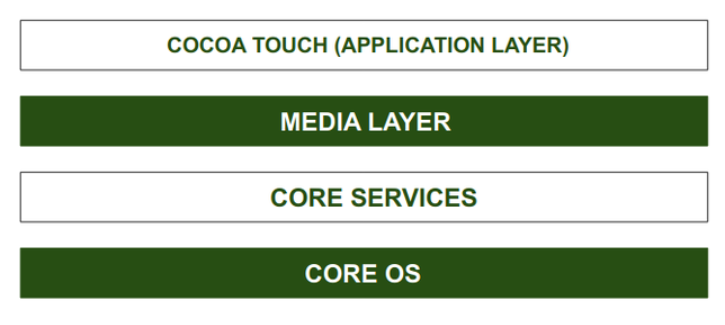 COCOA TOUCH (APPLICATION LAYER)
MEDIA LAYER
CORE SERVICES
CORE OS